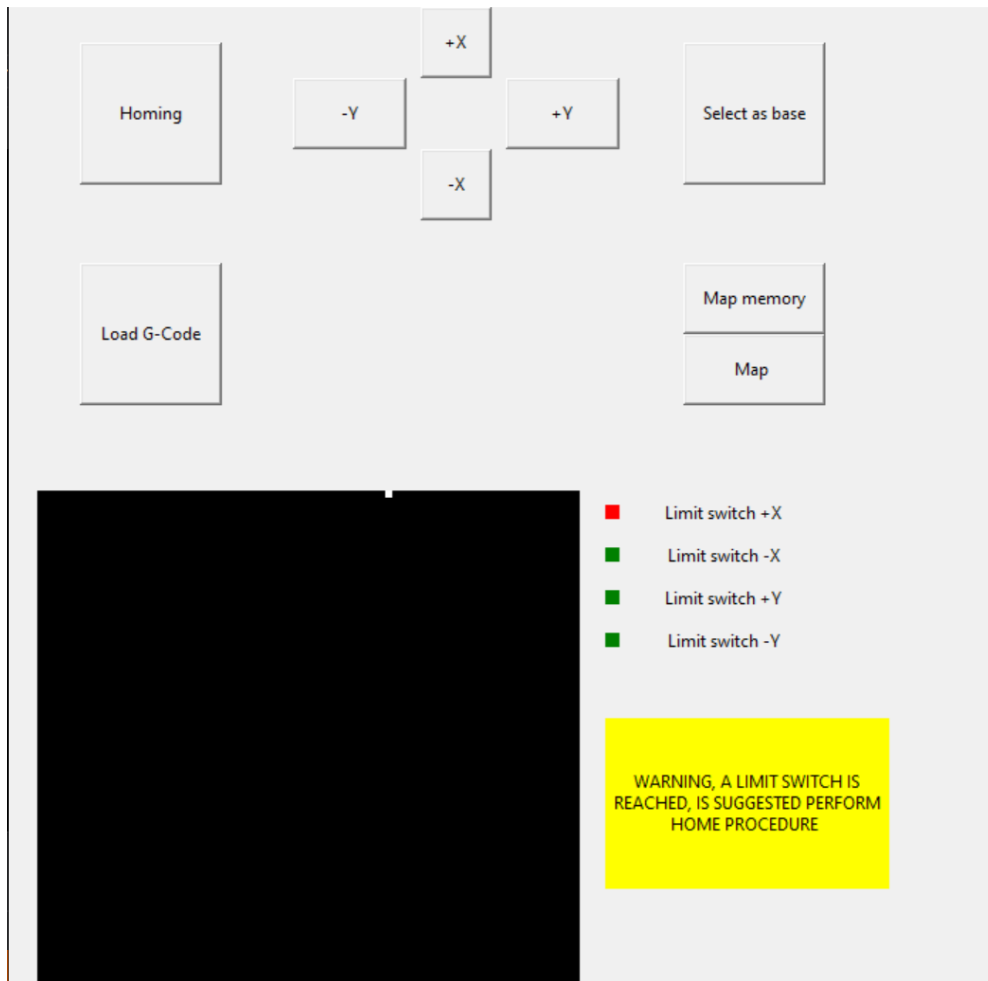 +X
Homing
-Y
+Y
Select as base
-X
Map memory
Load G-Code
Map
Limit switch +X
Limit switch -X
Limit switch +Y
Limit switch -Y
WARNING, A LIMIT SWITCH IS
REACHED, IS SUGGESTED PERFORM
HOME PROCEDURE